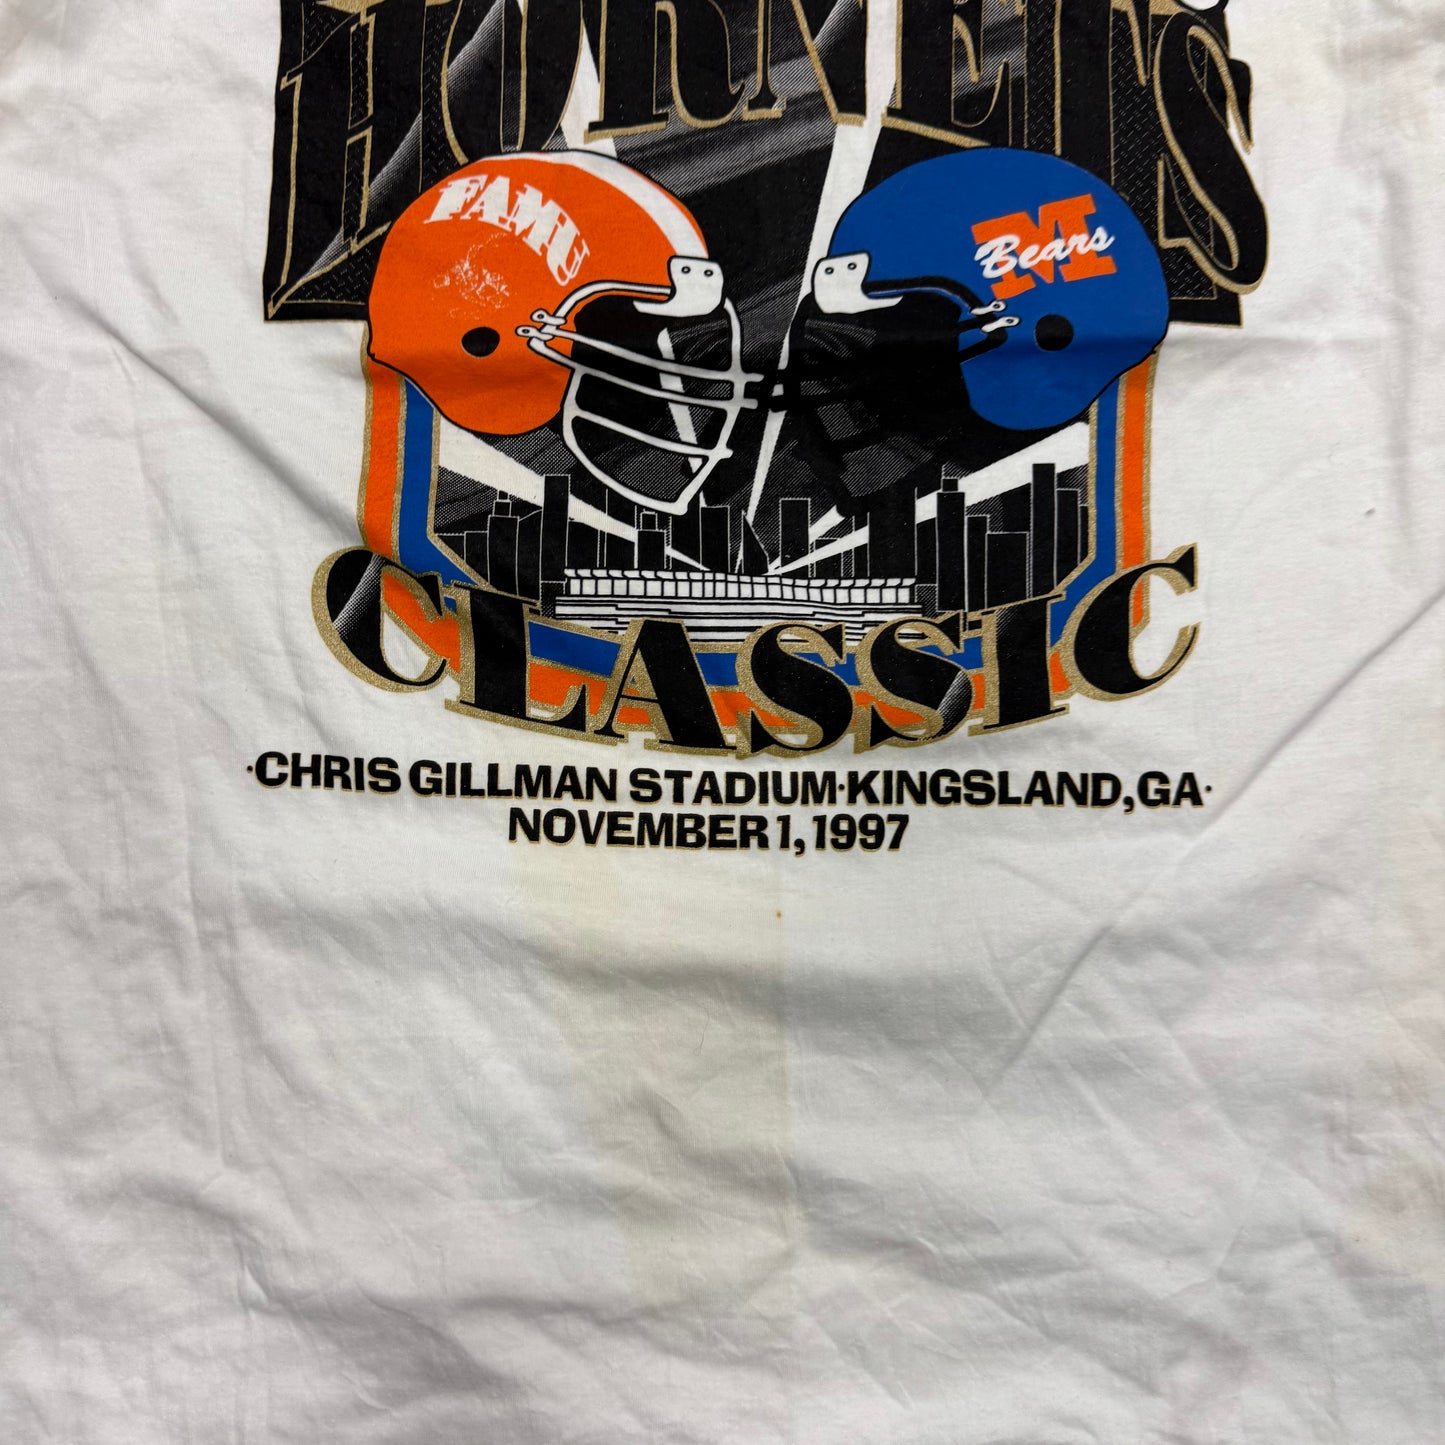 HORNETS
FAMU
M
Bears
CLASSIC
·CHRIS GILLMAN STADIUM·KINGSLAND,GA·
NOVEMBER 1, 1997